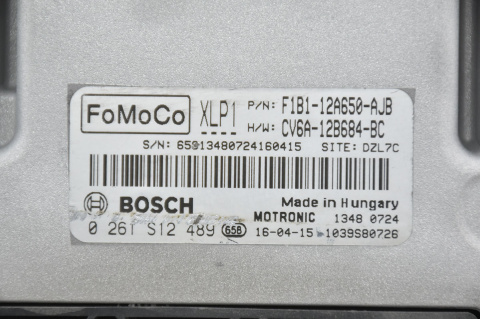 FoMoCo XLP1 P/N: F1B1-12A650-AJB
H/W: CV6A-12B684-BC
S/N: 65913480724160415 SITE: DZL7C
BOSCH Made in Hungary
MOTRONIC 1348 0724
0 261 S12 489 65B 16-04-15 1039S80726